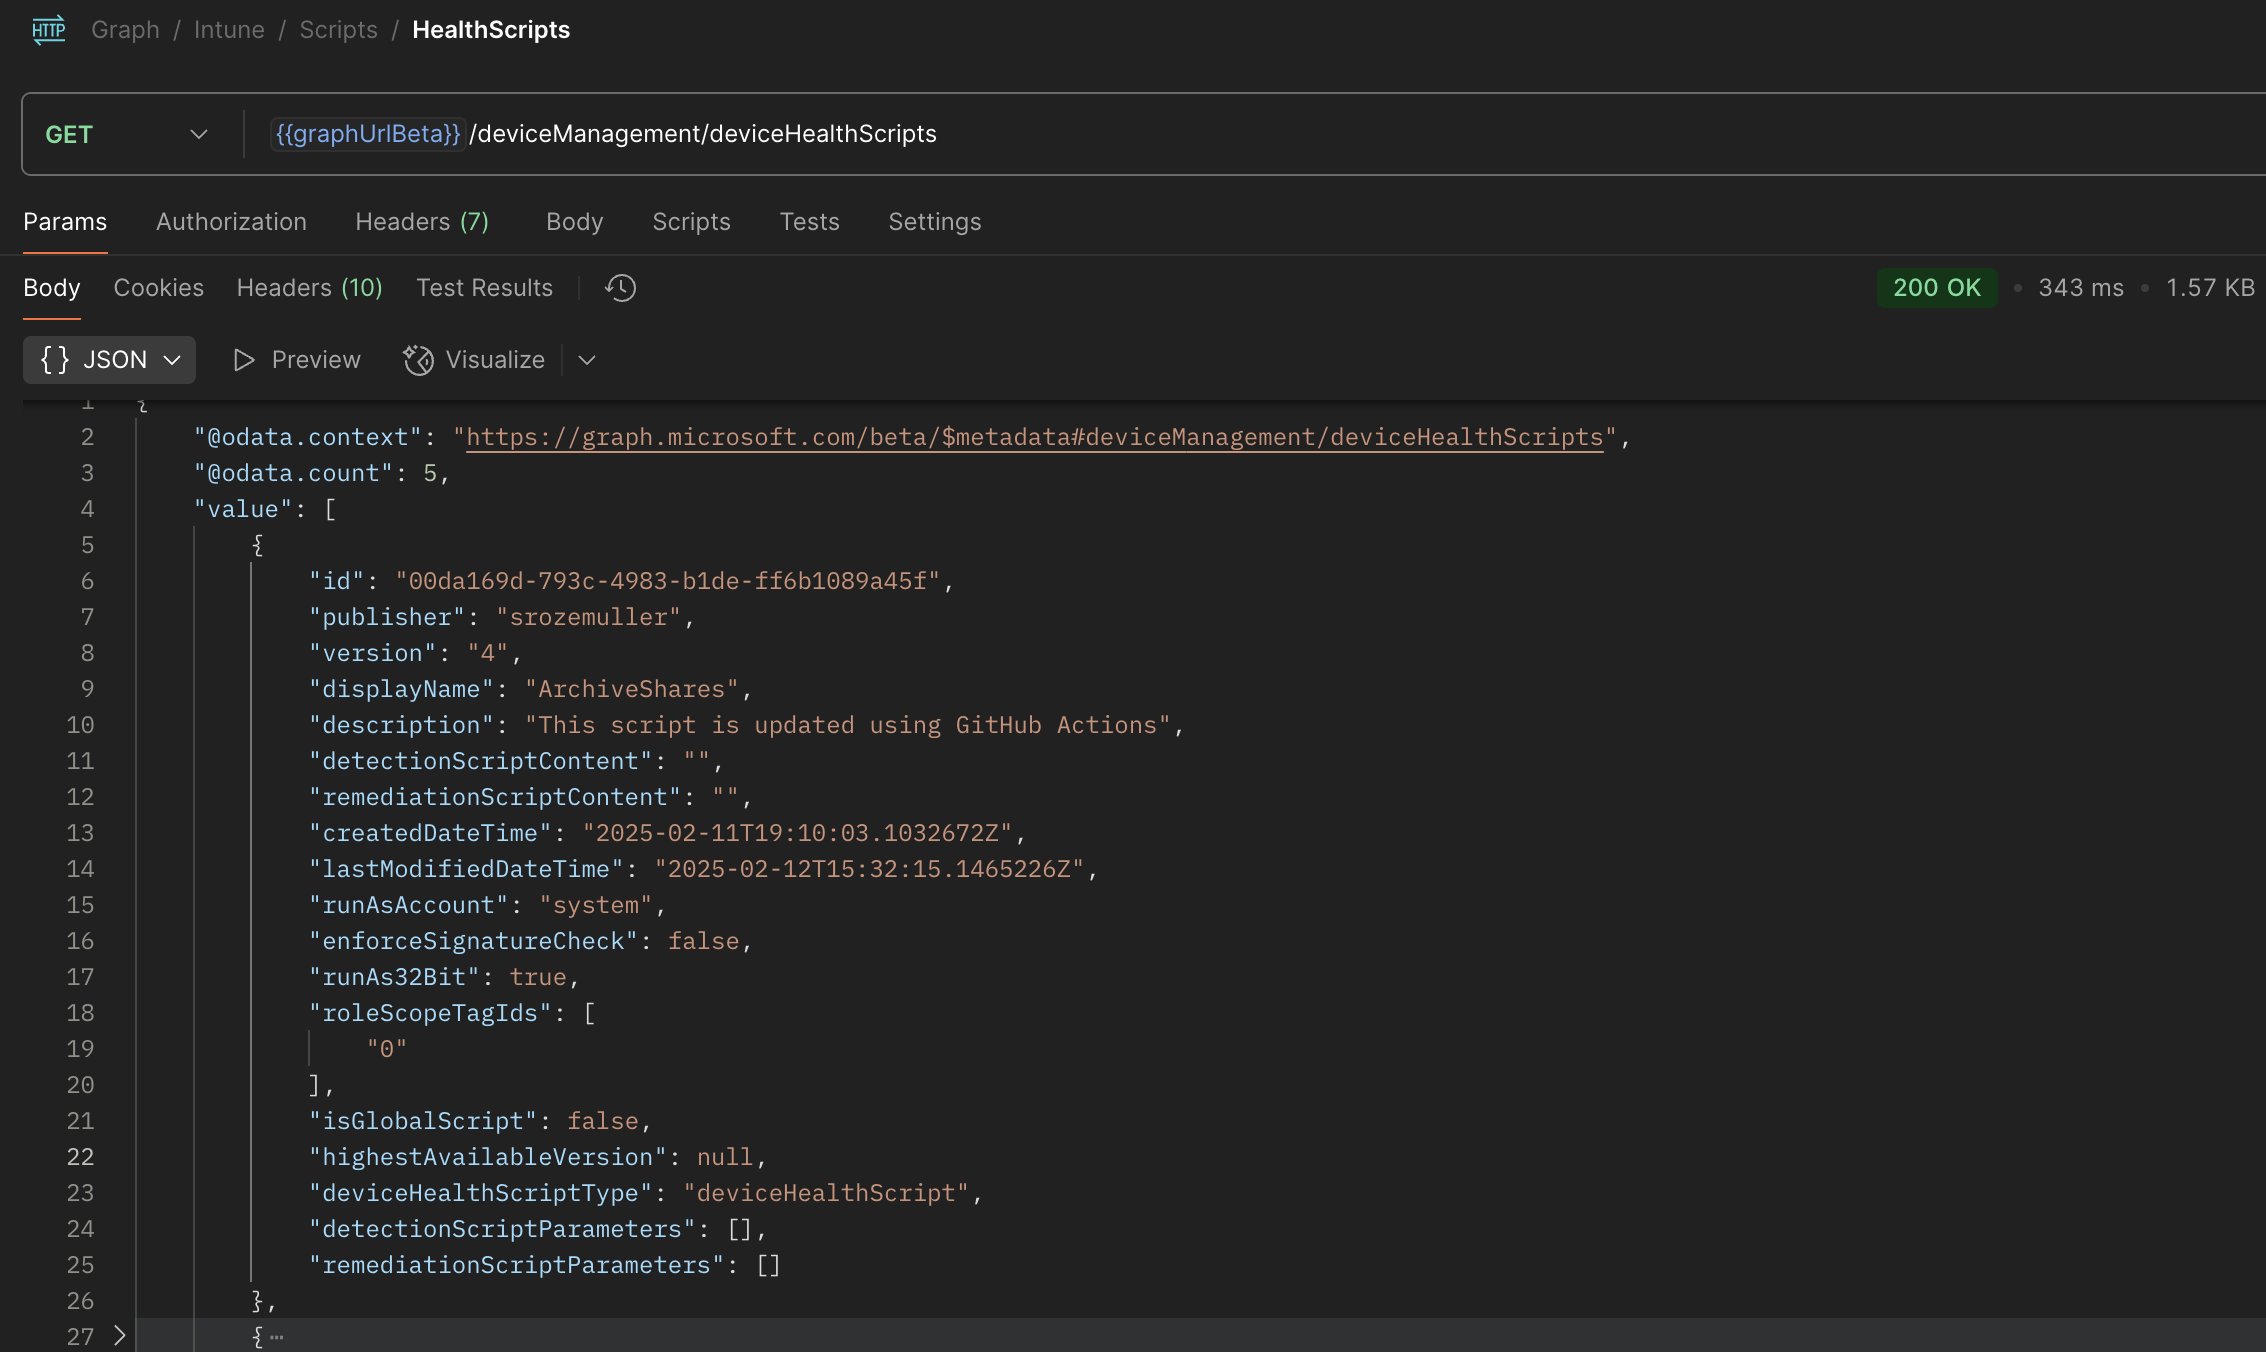 HTTP Graph / Intune / Scripts / HealthScripts
GET {{graphUrlBeta}} /deviceManagement/deviceHealthScripts
Params Authorization Headers (7) Body Scripts Tests Settings
Body Cookies Headers (10) Test Results 200 OK • 343 ms • 1.57 KB
{ } JSON Preview Visualize
1 {
2 "@odata.context": "https://graph.microsoft.com/beta/$metadata#deviceManagement/deviceHealthScripts",
3 "@odata.count": 5,
4 "value": [
5 {
6 "id": "00da169d-793c-4983-b1de-ff6b1089a45f",
7 "publisher": "srozemuller",
8 "version": "4",
9 "displayName": "ArchiveShares",
10 "description": "This script is updated using GitHub Actions",
11 "detectionScriptContent": "",
12 "remediationScriptContent": "",
13 "createdDateTime": "2025-02-11T19:10:03.1032672Z",
14 "lastModifiedDateTime": "2025-02-12T15:32:15.1465226Z",
15 "runAsAccount": "system",
16 "enforceSignatureCheck": false,
17 "runAs32Bit": true,
18 "roleScopeTagIds": [
19 "0"
20 ],
21 "isGlobalScript": false,
22 "highestAvailableVersion": null,
23 "deviceHealthScriptType": "deviceHealthScript",
24 "detectionScriptParameters": [],
25 "remediationScriptParameters": []
26 },
27 { ⋯